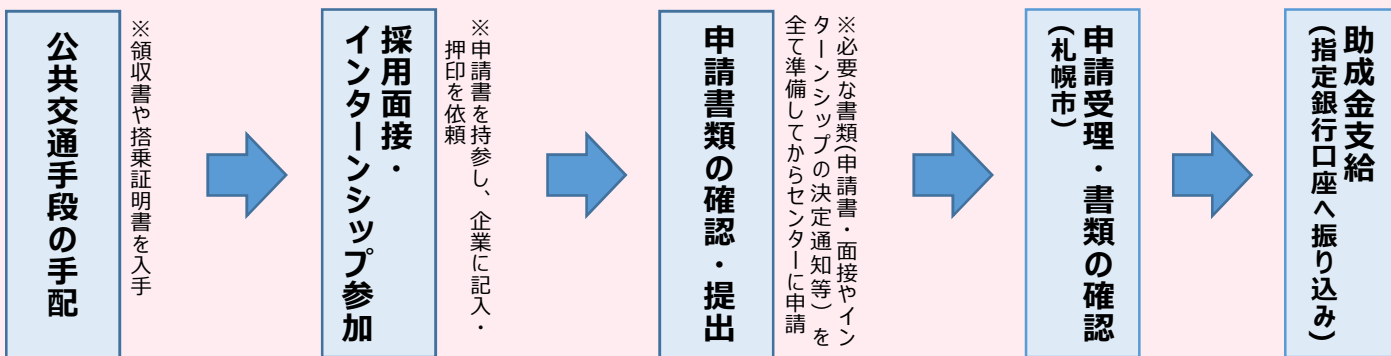 公共交通手段の手配
※領収書や搭乗証明書を入手
採用面接・
インターンシップ参加
※申請書を持参し、企業に記入・
押印を依頼
申請書類の確認・提出
※必要な書類(申請書・面接やイン
ターンシップの決定通知等）を
全て準備してからセンターに申請
申請受理・書類の確認
(札幌市)
助成金支給
(指定銀行口座へ振り込み)